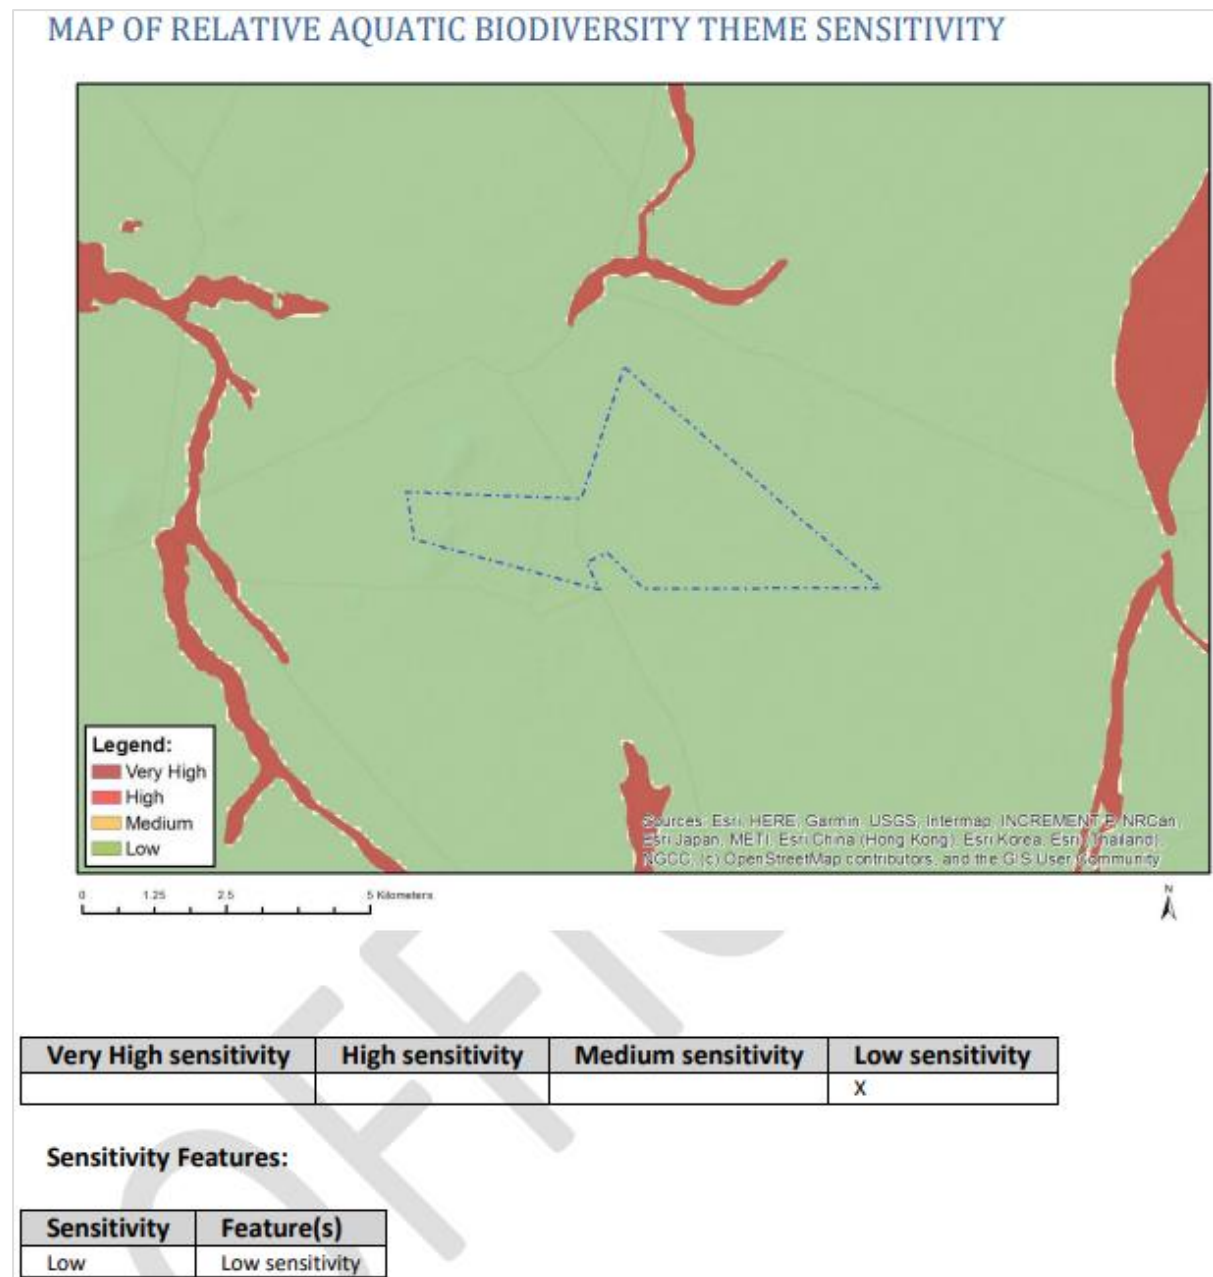 MAP OF RELATIVE AQUATIC BIODIVERSITY THEME SENSITIVITY
Legend:
Very High
High
Medium
Low
Sources: Esri, HERE, Garmin, USGS, Intermap, INCREMENT P, NRCan,
Esri Japan, METI, Esri China (Hong Kong), Esri Korea, Esri (Thailand),
NGCC, (c) OpenStreetMap contributors, and the GIS User Community
0 1.25 2.5 5 Kilometers
N
Very High sensitivity High sensitivity Medium sensitivity Low sensitivity
X
Sensitivity Features:
Sensitivity Feature(s)
Low Low sensitivity